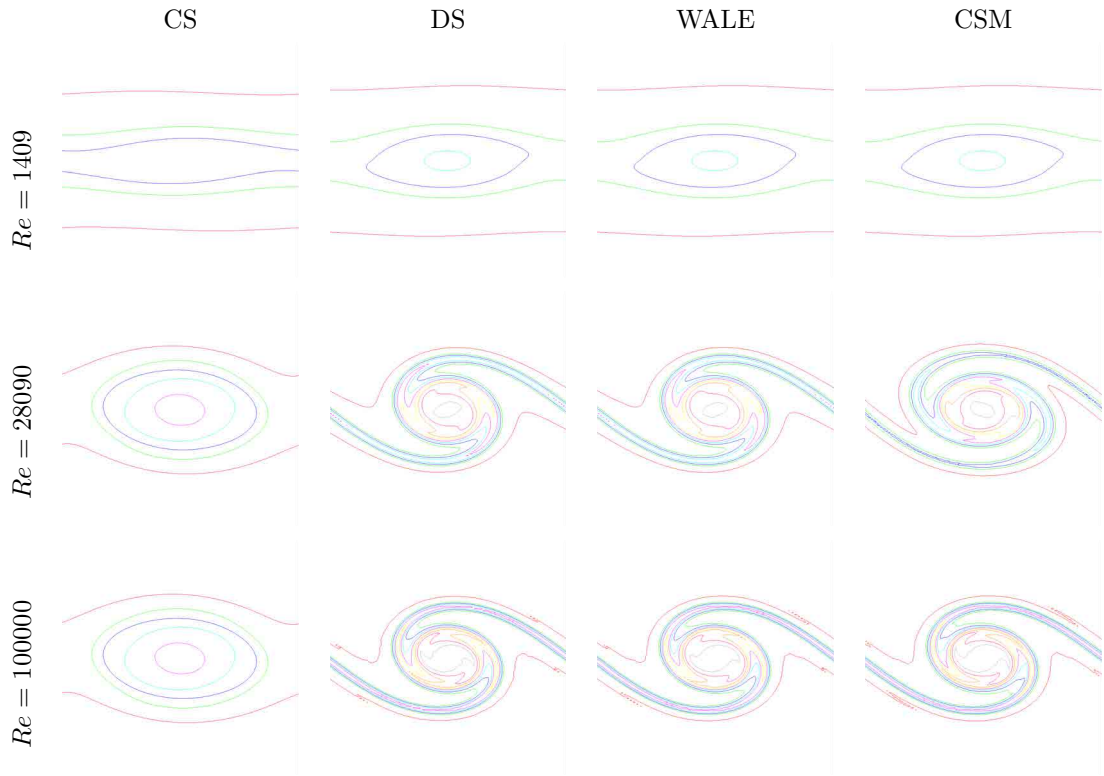 CS DS WALE CSM
Re = 1409
Re = 28090
Re = 100000